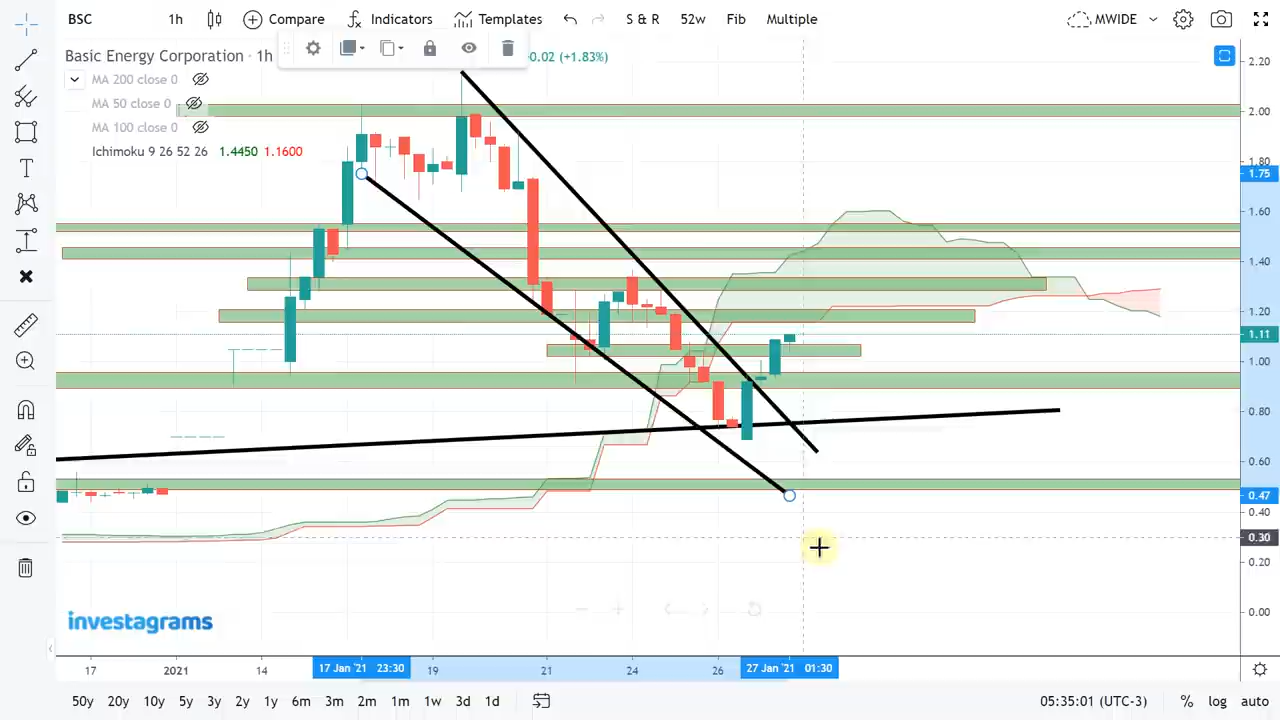 BSC 1h Compare Indicators Templates S & R 52w Fib Multiple MWIDE
Basic Energy Corporation · 1h 0.02 (+1.83%)
MA 200 close 0
MA 50 close 0
MA 100 close 0
Ichimoku 9 26 52 26 1.4450 1.1600
2.20
2.00
1.80
1.75
1.60
1.40
1.20
1.11
1.00
0.80
0.60
0.47
0.40
0.30
0.20
0.00
investagrams
17 2021 14 17 Jan '21 23:30 19 21 24 26 27 Jan '21 01:30
50y 20y 10y 5y 3y 2y 1y 6m 3m 2m 1m 1w 3d 1d 05:35:01 (UTC-3) % log auto